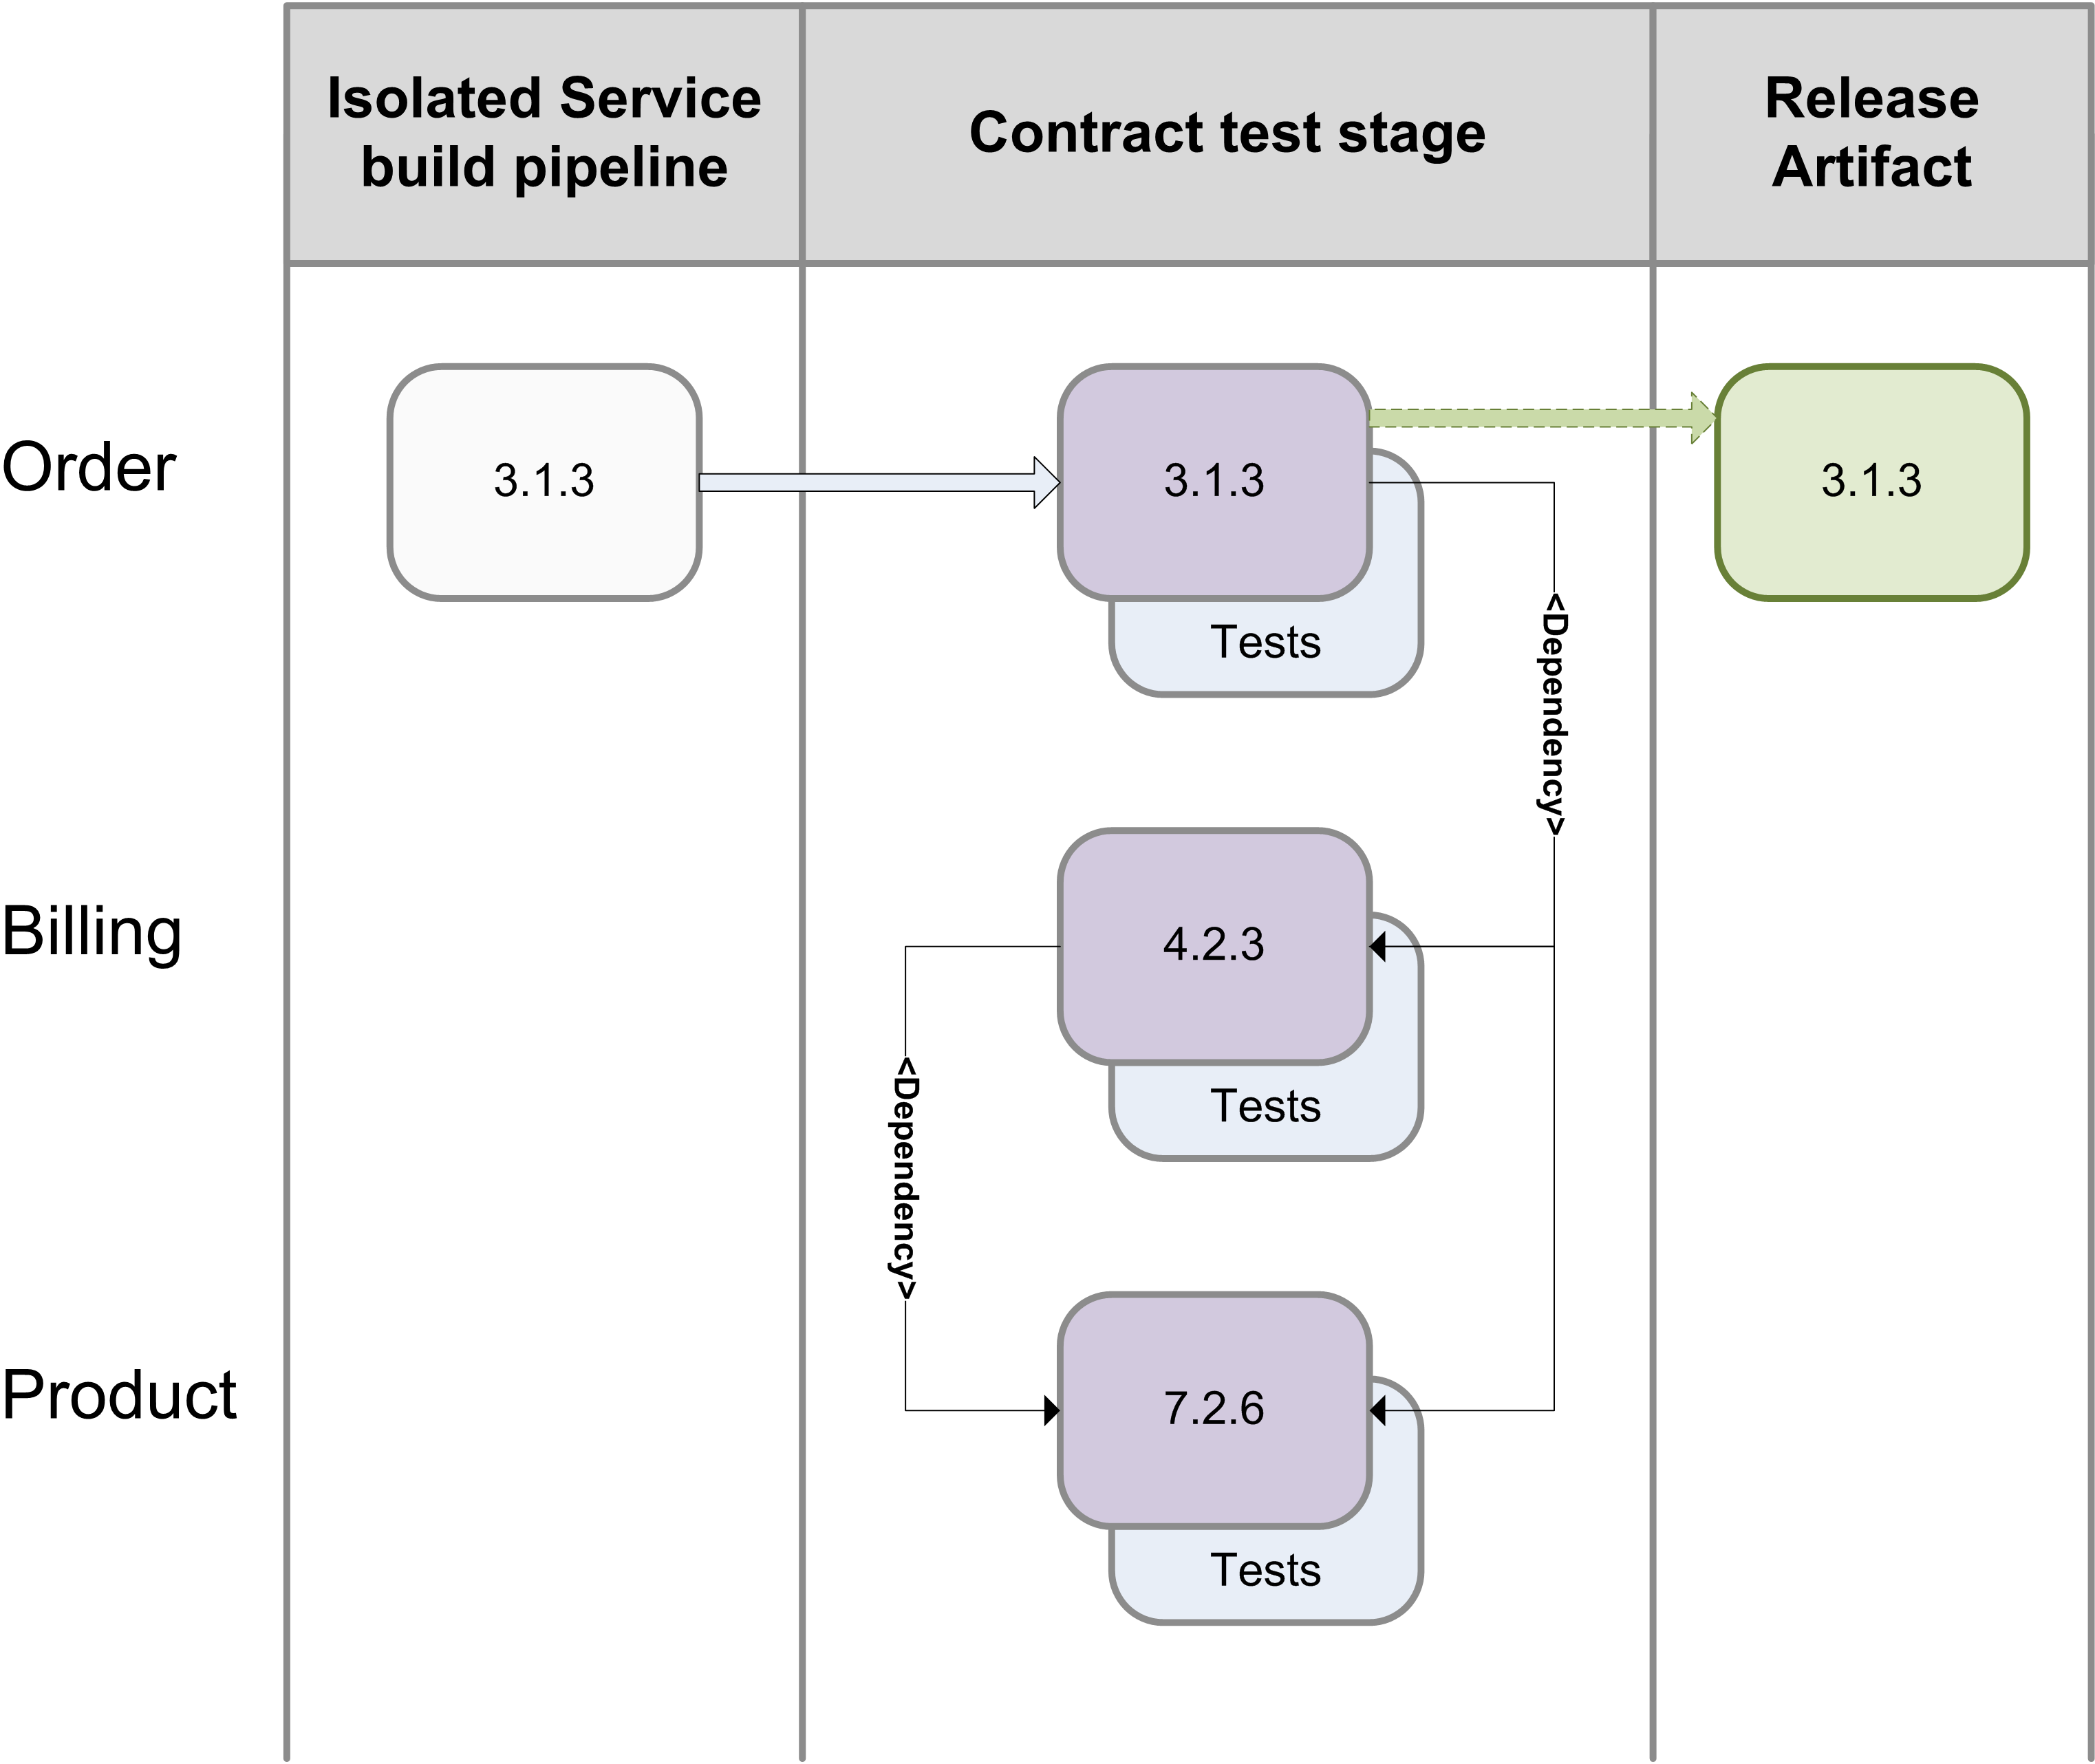 Isolated Service
build pipeline
Contract test stage
Release
Artifact
Order
3.1.3
3.1.3
Tests
3.1.3
<Dependency>
Billing
4.2.3
Tests
<Dependency>
Product
7.2.6
Tests